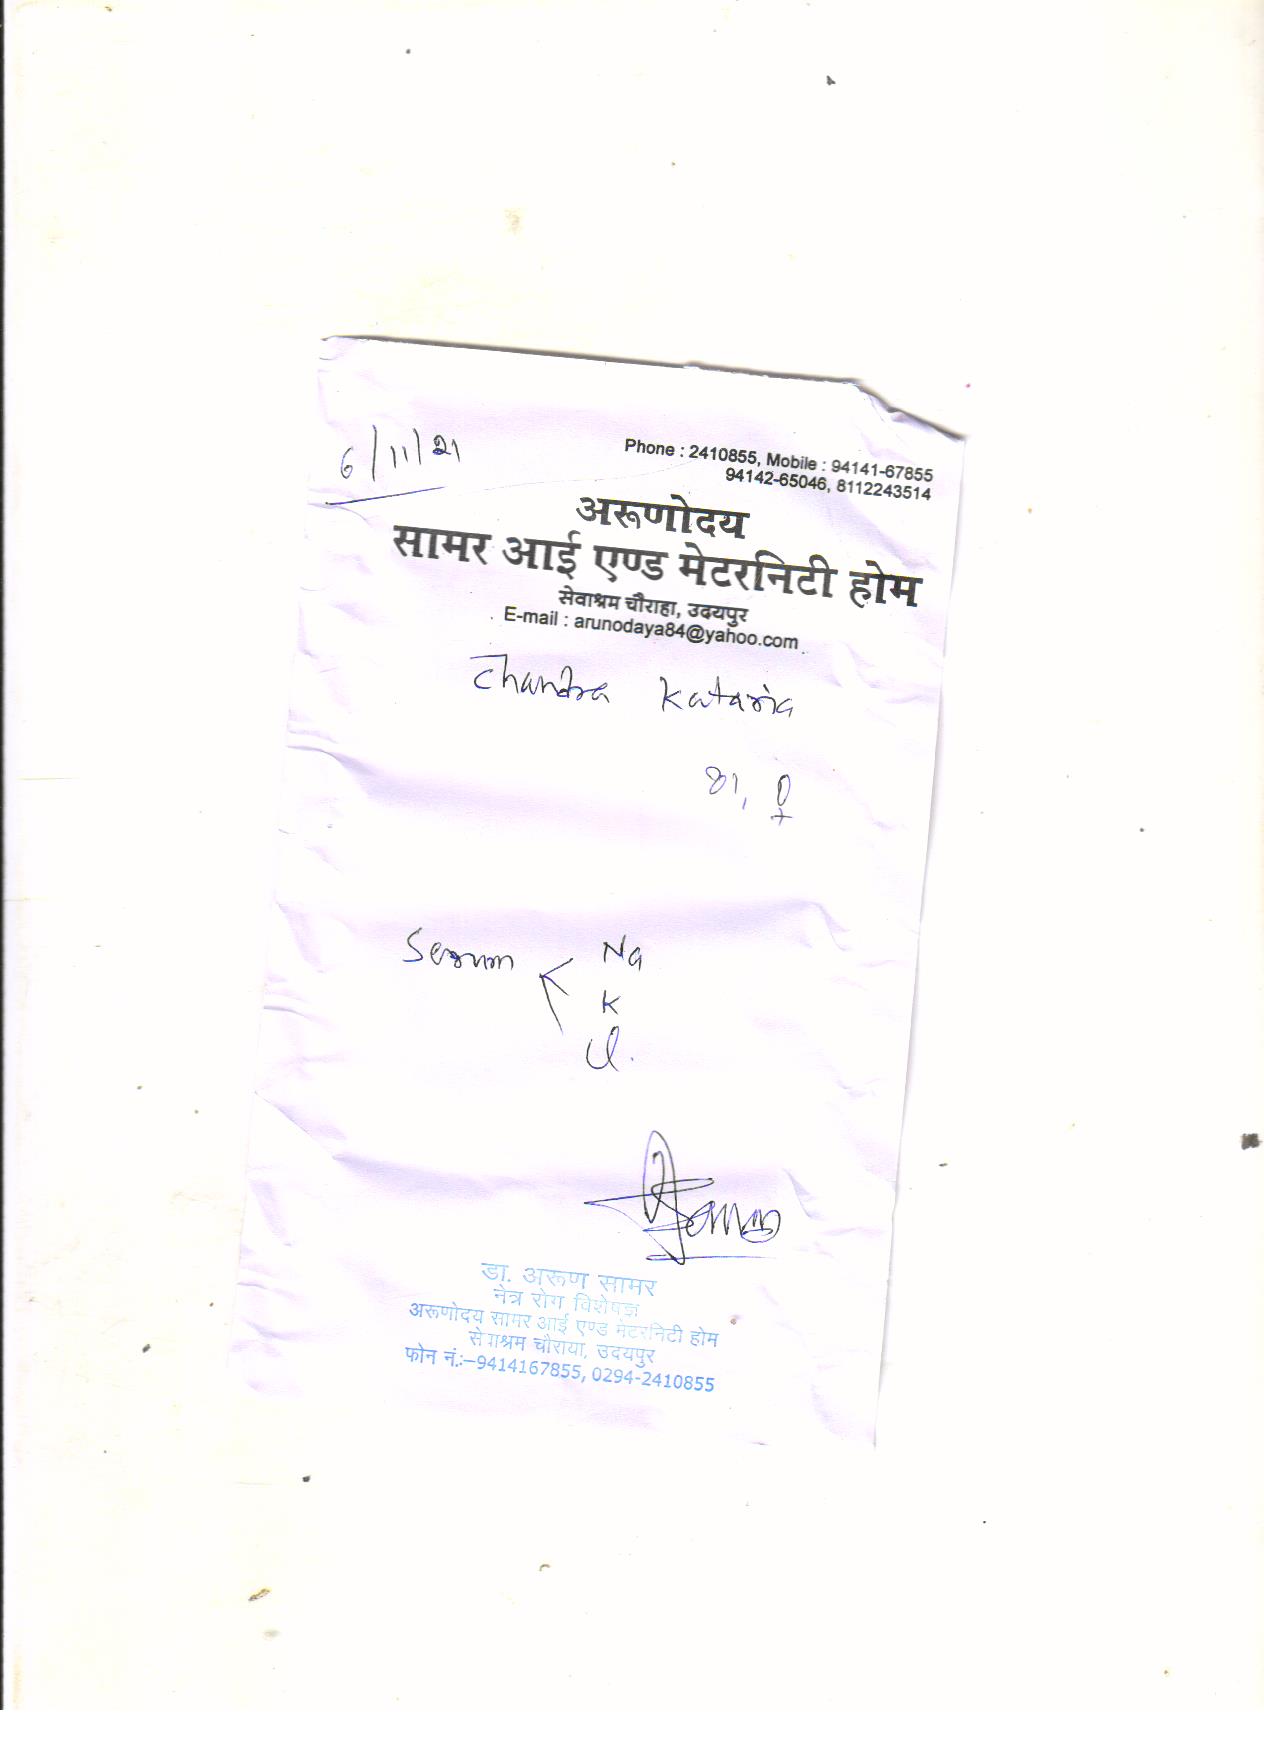 6/11/21
Phone : 2410855, Mobile : 94141-67855
94142-65046, 8112243514
अरूणोदय
सामर आई एण्ड मेटरनिटी होम
सेवाश्रम चौराहा, उदयपुर
E-mail : arunodaya84@yahoo.com
Chandra Kataria
81, ♀
Serum < Na
K
Cl.
डा. अरूण सामर
नेत्र रोग विशेषज्ञ
अरूणोदय सामर आई एण्ड मेटरनिटी होम
सेवाश्रम चौराया, उदयपुर
फोन नं.:–9414167855, 0294-2410855